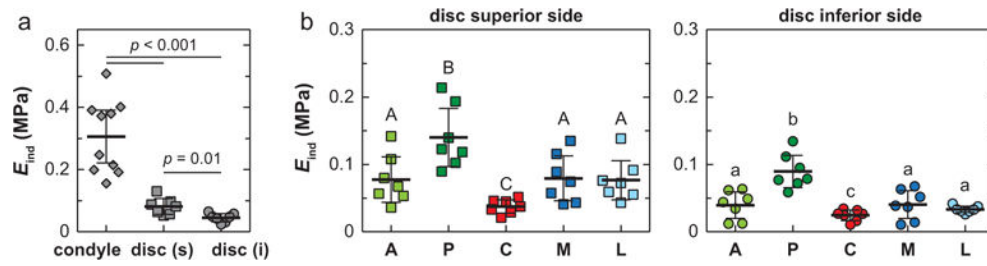 a
E_ind (MPa)
0.6
0.4
0.2
0
p < 0.001
p = 0.01
condyle disc (s) disc (i)
b
disc superior side
E_ind (MPa)
0.3
0.2
0.1
0
A
B
C
A
A
A P C M L
disc inferior side
E_ind (MPa)
0.3
0.2
0.1
0
a
b
c
a
a
A P C M L